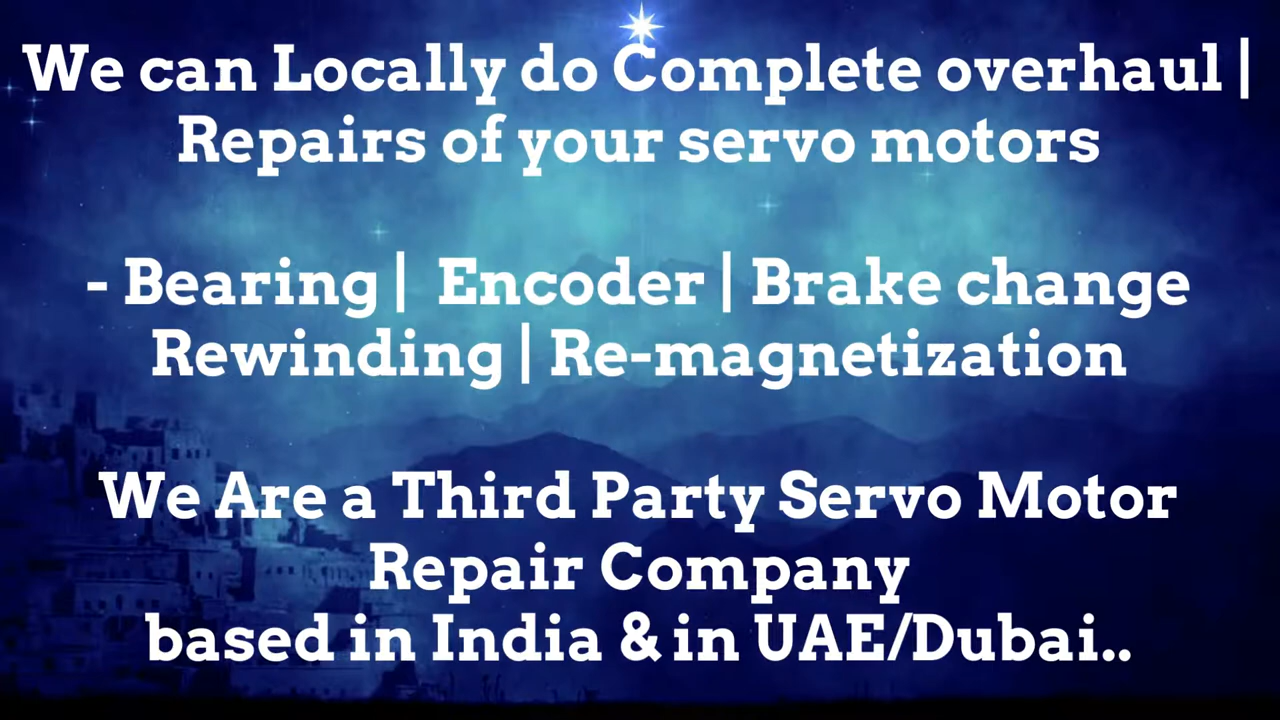 We can Locally do Complete overhaul |
Repairs of your servo motors
- Bearing | Encoder | Brake change
Rewinding | Re-magnetization
We Are a Third Party Servo Motor
Repair Company
based in India & in UAE/Dubai..